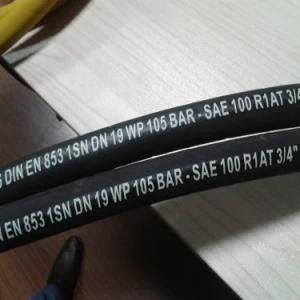 DIN EN 853 1SN DN 19 WP 105 BAR - SAE 100 R1AT 3/4
EN 853 1SN DN 19 WP 105 BAR - SAE 100 R1AT 3/4"